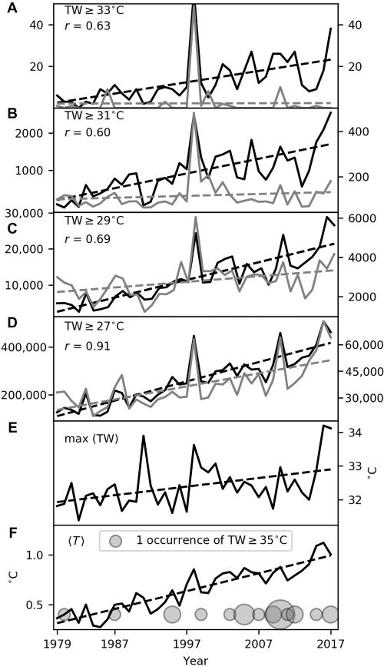 A
TW ≥ 33°C
r = 0.63
40
20
40
20
B
TW ≥ 31°C
r = 0.60
2000
1000
400
200
C
TW ≥ 29°C
r = 0.69
30,000
20,000
10,000
6000
4000
2000
D
TW ≥ 27°C
r = 0.91
400,000
200,000
60,000
45,000
30,000
E
max (TW)
34
33
32
°C
F
⟨T⟩
1 occurrence of TW ≥ 35°C
1.0
0.5
°C
1979 1987 1997 2007 2017
Year